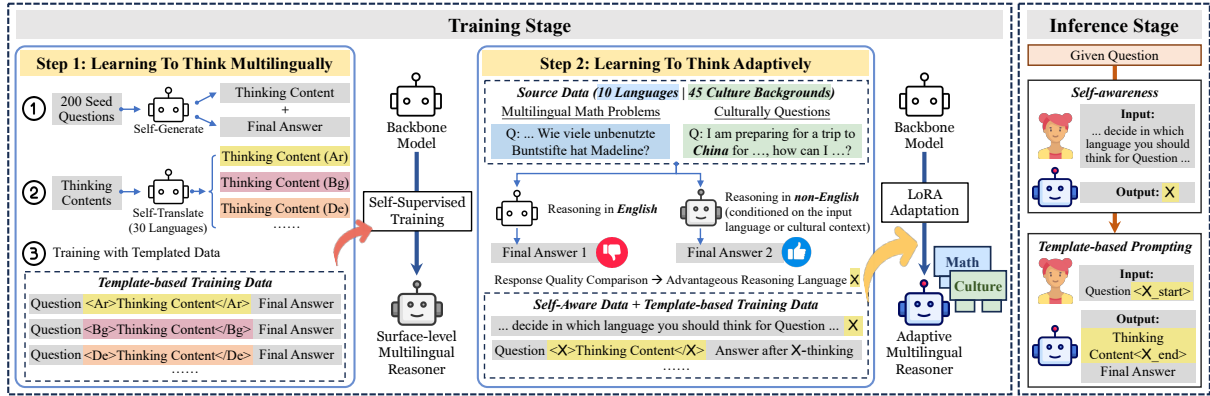 Training Stage
Step 1: Learning To Think Multilingually
1
200 Seed
Questions
Self-Generate
Thinking Content
+
Final Answer
2
Thinking
Contents
Self-Translate
(30 Languages)
Thinking Content (Ar)
Thinking Content (Bg)
Thinking Content (De)
......
3
Training with Templated Data
Template-based Training Data
Question <Ar>Thinking Content</Ar> Final Answer
Question <Bg>Thinking Content</Bg> Final Answer
Question <De>Thinking Content</De> Final Answer
......
Backbone
Model
Self-Supervised
Training
Surface-level
Multilingual
Reasoner
Step 2: Learning To Think Adaptively
Source Data (10 Languages | 45 Culture Backgrounds)
Multilingual Math Problems
Q: ... Wie viele unbenutzte
Buntstifte hat Madeline?
Culturally Questions
Q: I am preparing for a trip to
China for ..., how can I ...?
Reasoning in English
Reasoning in non-English
(conditioned on the input
language or cultural context)
Final Answer 1
Final Answer 2
Response Quality Comparison → Advantageous Reasoning Language X
Self-Aware Data + Template-based Training Data
... decide in which language you should think for Question ... X
Question <X>Thinking Content</X> Answer after X-thinking
......
Backbone
Model
LoRA
Adaptation
Math
Culture
Adaptive
Multilingual
Reasoner
Inference Stage
Given Question
Self-awareness
Input:
... decide in which
language you should
think for Question ...
Output: X
Template-based Prompting
Input:
Question <X_start>
Output:
Thinking
Content<X_end>
Final Answer